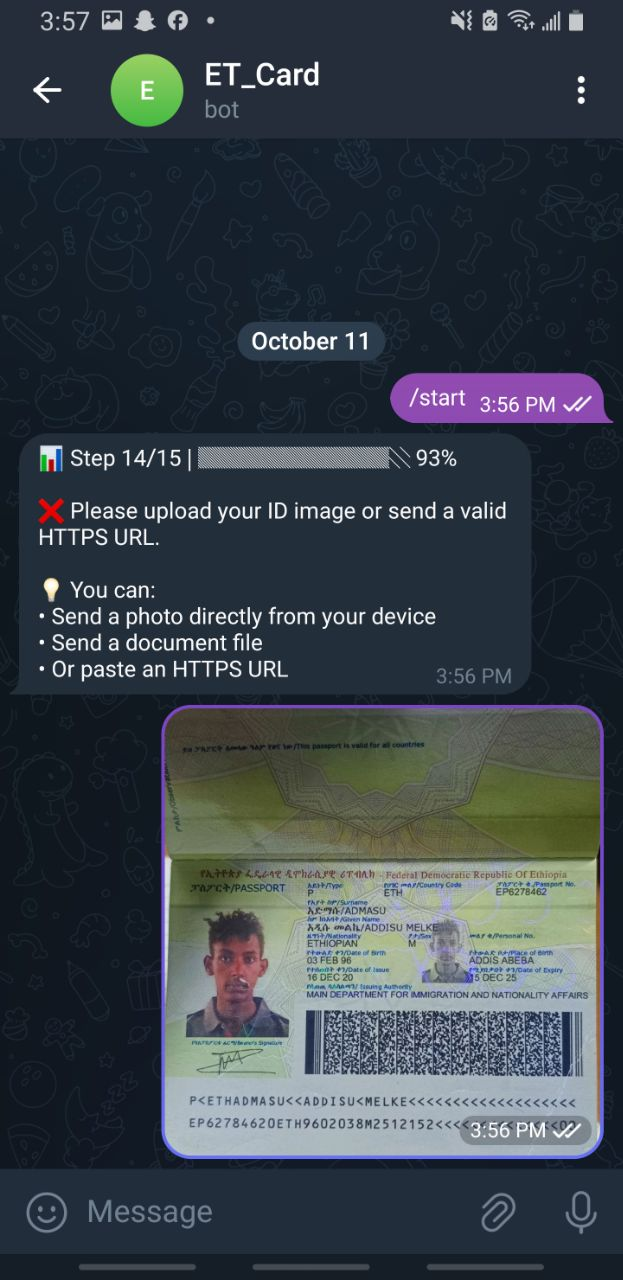 3:57
E
ET_Card
bot
October 11
/start 3:56 PM
📊 Step 14/15 | 93%
❌ Please upload your ID image or send a valid
HTTPS URL.
💡 You can:
• Send a photo directly from your device
• Send a document file
• Or paste an HTTPS URL
3:56 PM
This passport is valid for all countries
የኢትዮጵያ ፌዴራላዊ ዲሞክራሲያዊ ሪፐብሊክ - Federal Democratic Republic Of Ethiopia
ፓስፖርት/PASSPORT
Type
Country Code
Passport No.
P
ETH
EP6278462
Surname
አድማሱ/ADMASU
Given Name
አዲሱ መልኬ/ADDISU MELKE
Nationality
Sex
Personal No.
ETHIOPIAN
M
Date of Birth
Place of Birth
03 FEB 96
ADDIS ABEBA
Date of Issue
Date of Expiry
16 DEC 20
15 DEC 25
Issuing Authority
MAIN DEPARTMENT FOR IMMIGRATION AND NATIONALITY AFFAIRS
Bearer's Signature
P<ETHADMASU<<ADDISU<MELKE<<<<<<<<<<<<<<<<<<<
EP62784620ETH9602038M2512152<<<<
3:56 PM
Message